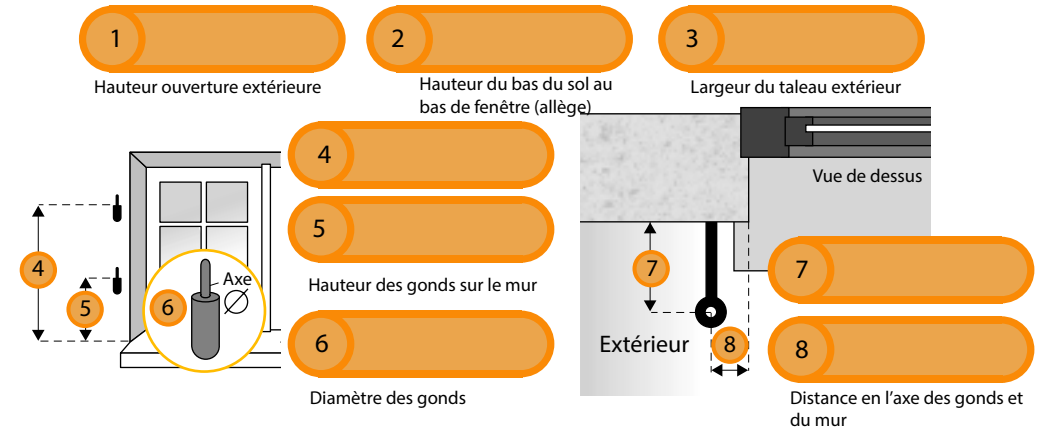 1
2
3
Hauteur ouverture extérieure
Hauteur du bas du sol au
bas de fenêtre (allège)
Largeur du taleau extérieur
4
5
Hauteur des gonds sur le mur
6
Diamètre des gonds
4
5
6
Axe
Vue de dessus
7
8
Extérieur
7
8
Distance en l'axe des gonds et
du mur